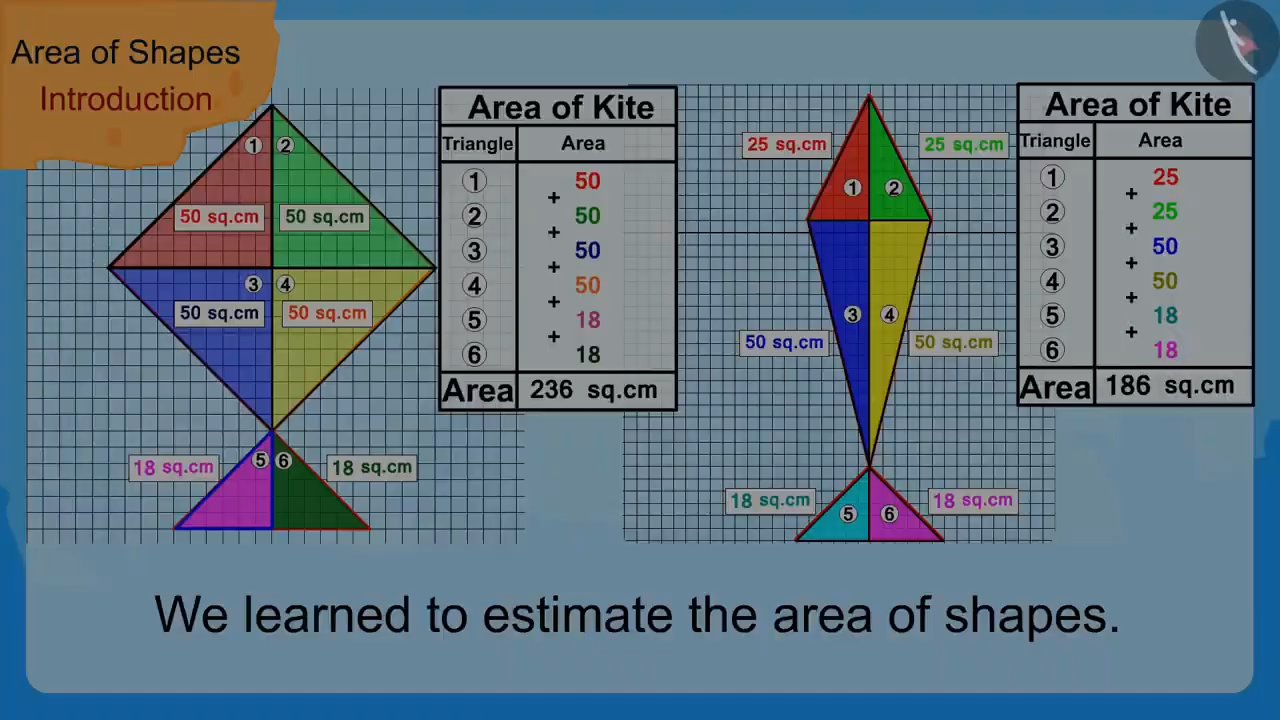 Area of Shapes
Introduction
1 2
50 sq.cm 50 sq.cm
3 4
50 sq.cm 50 sq.cm
18 sq.cm 5 6 18 sq.cm
Area of Kite
Triangle Area
1 50
+
2 50
+
3 50
+
4 50
+
5 18
+
6 18
Area 236 sq.cm
25 sq.cm 25 sq.cm
1 2
3 4
50 sq.cm 50 sq.cm
18 sq.cm 18 sq.cm
5 6
Area of Kite
Triangle Area
1 25
+
2 25
+
3 50
+
4 50
+
5 18
+
6 18
Area 186 sq.cm
We learned to estimate the area of shapes.